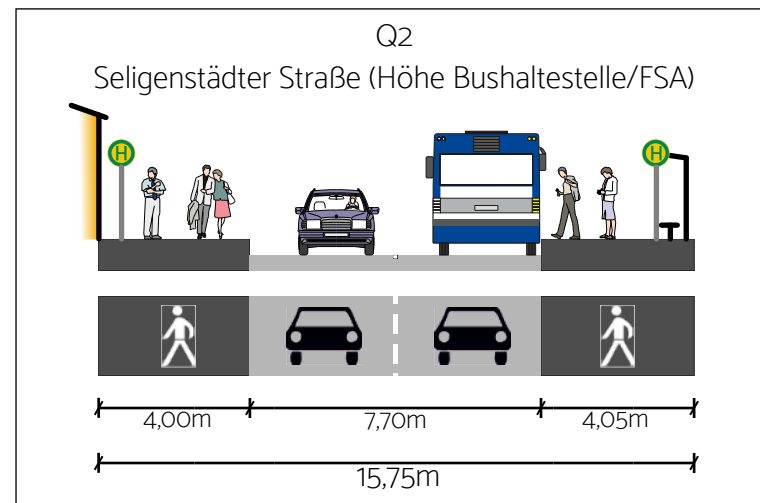 Q2
Seligenstädter Straße (Höhe Bushaltestelle/FSA)
H
H
4,00m
7,70m
4,05m
15,75m